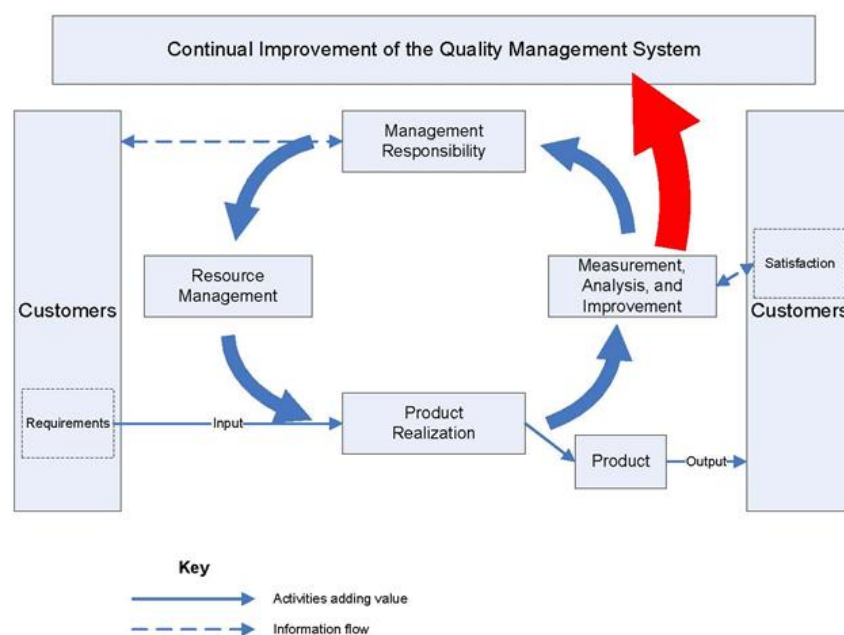 Continual Improvement of the Quality Management System
Management
Responsibility
Resource
Management
Measurement,
Analysis, and
Improvement
Satisfaction
Customers
Customers
Requirements
Input
Product
Realization
Product
Output
Key
Activities adding value
Information flow